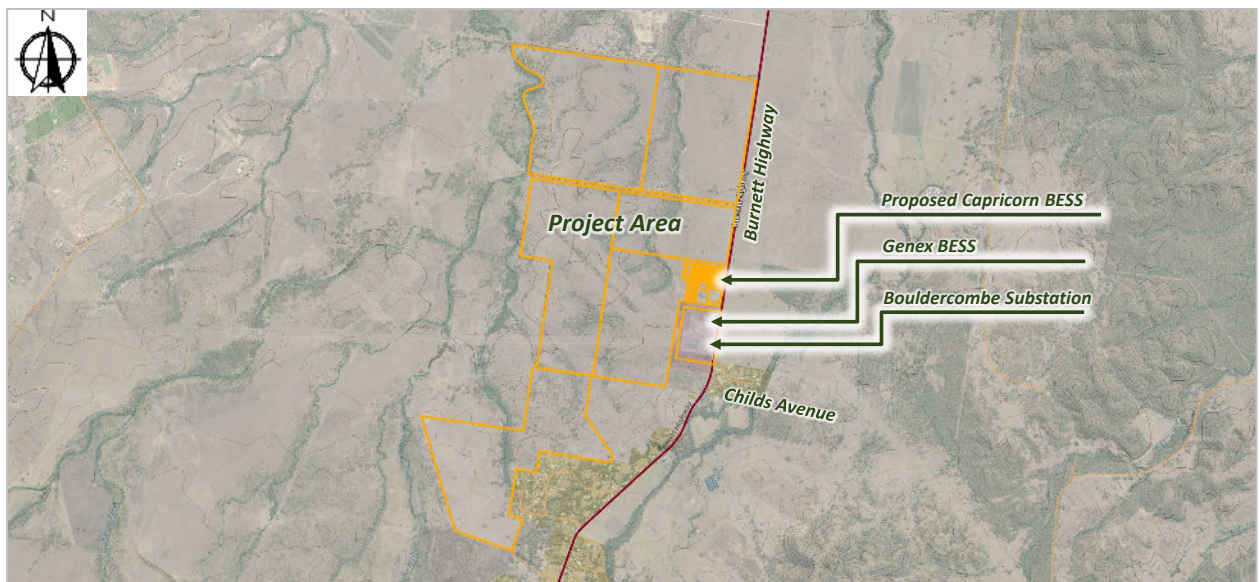 N
Burnett Highway
Proposed Capricorn BESS
Project Area
Genex BESS
Bouldercombe Substation
Childs Avenue